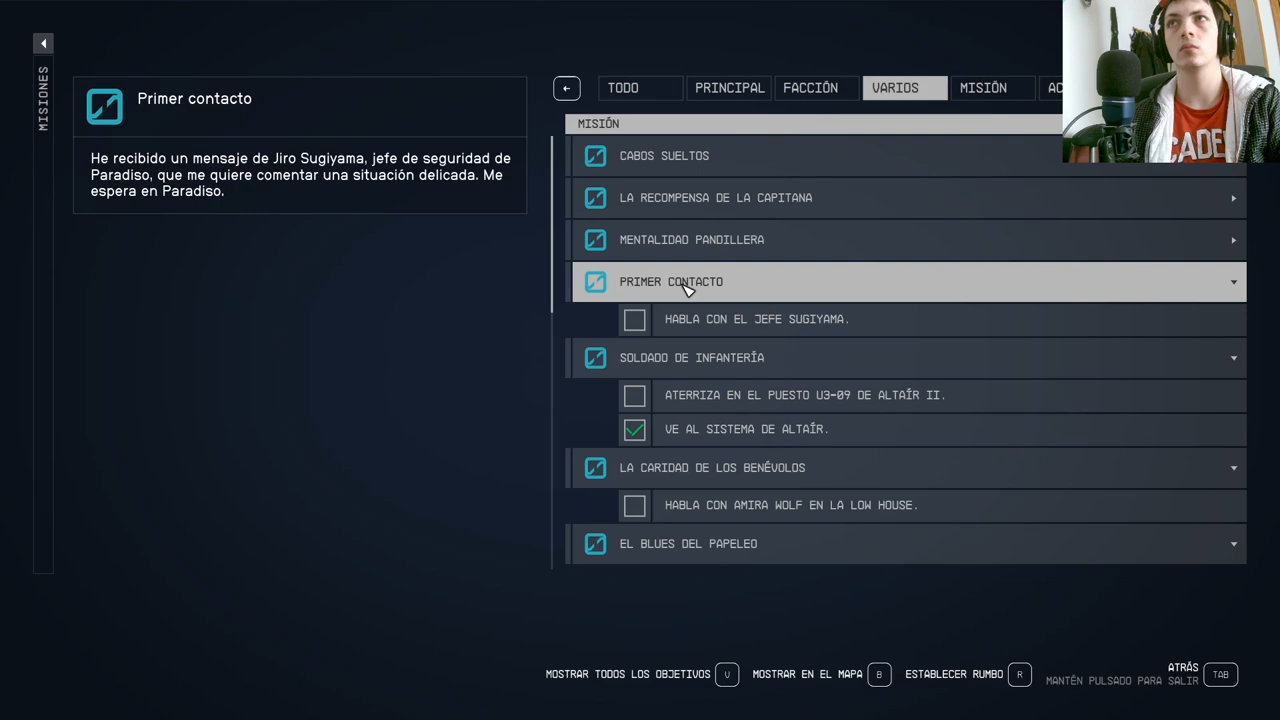 MISIONES
Primer contacto
He recibido un mensaje de Jiro Sugiyama, jefe de seguridad de
Paradiso, que me quiere comentar una situación delicada. Me
espera en Paradiso.
TODO PRINCIPAL FACCIÓN VARIOS MISIÓN
MISIÓN
CABOS SUELTOS
LA RECOMPENSA DE LA CAPITANA
MENTALIDAD PANDILLERA
PRIMER CONTACTO
HABLA CON EL JEFE SUGIYAMA.
SOLDADO DE INFANTERÍA
ATERRIZA EN EL PUESTO U3-09 DE ALTAÍR II.
VE AL SISTEMA DE ALTAÍR.
LA CARIDAD DE LOS BENÉVOLOS
HABLA CON AMIRA WOLF EN LA LOW HOUSE.
EL BLUES DEL PAPELEO
MOSTRAR TODOS LOS OBJETIVOS V MOSTRAR EN EL MAPA B ESTABLECER RUMBO R ATRÁS
MANTÉN PULSADO PARA SALIR TAB